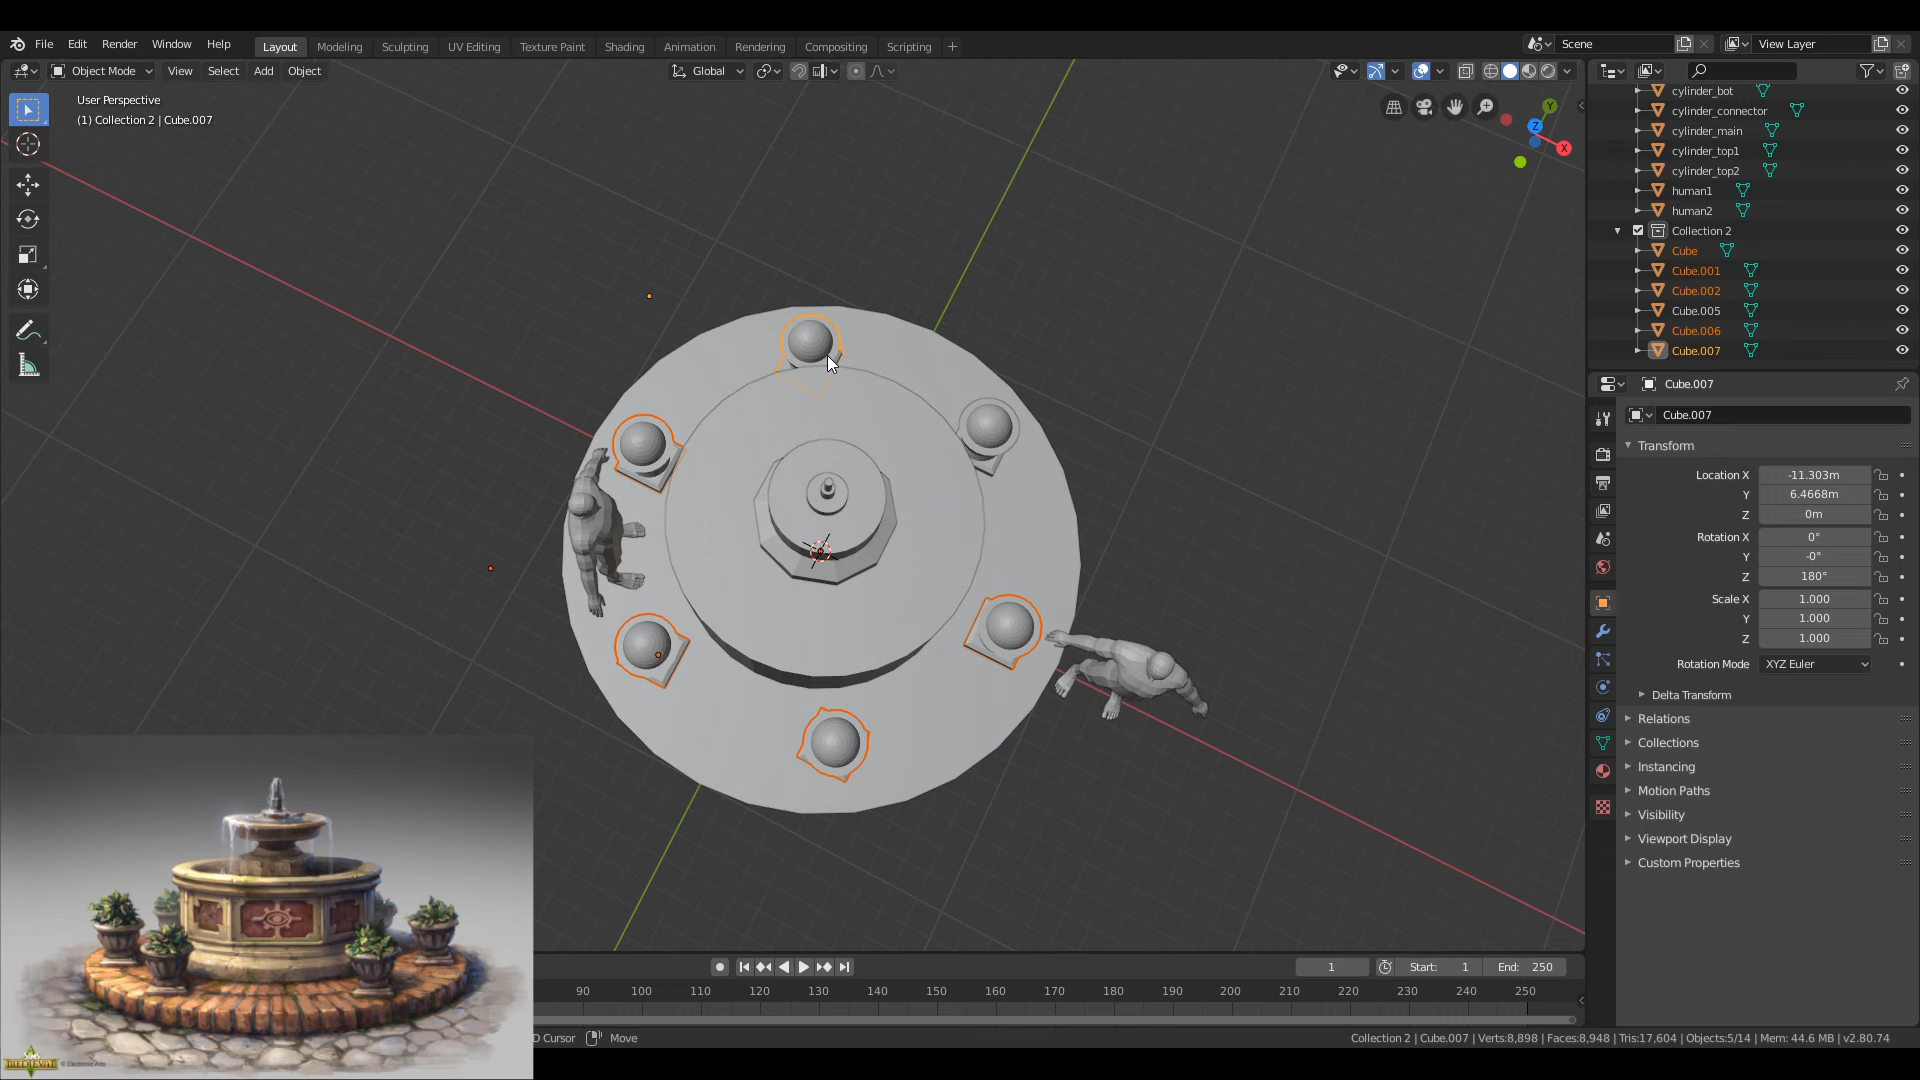 File Edit Render Window Help Layout Modeling Sculpting UV Editing Texture Paint Shading Animation Rendering Compositing Scripting + Scene View Layer
Object Mode View Select Add Object Global
User Perspective
(1) Collection 2 | Cube.007
Y
Z
X
cylinder_bot
cylinder_connector
cylinder_main
cylinder_top1
cylinder_top2
human1
human2
Collection 2
Cube
Cube.001
Cube.002
Cube.005
Cube.006
Cube.007
Cube.007
Cube.007
Transform
Location X -11.303m
Y 6.4668m
Z 0m
Rotation X 0°
Y -0°
Z 180°
Scale X 1.000
Y 1.000
Z 1.000
Rotation Mode XYZ Euler
Delta Transform
Relations
Collections
Instancing
Motion Paths
Visibility
Viewport Display
Custom Properties
1 Start: 1 End: 250
90 100 110 120 130 140 150 160 170 180 190 200 210 220 230 240 250
D Cursor Move
Collection 2 | Cube.007 | Verts:8,898 | Faces:8,948 | Tris:17,604 | Objects:5/14 | Mem: 44.6 MB | v2.80.74
© Electronic Arts